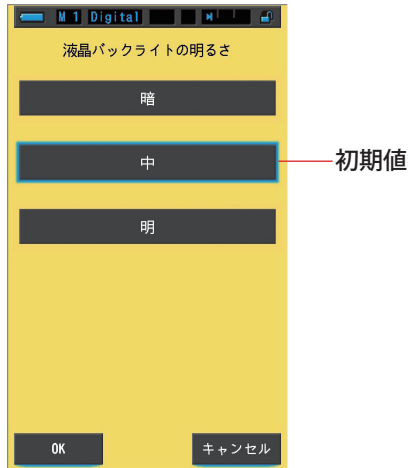 M 1 Digital
液晶バックライトの明るさ
暗
中
初期値
明
OK
キャンセル